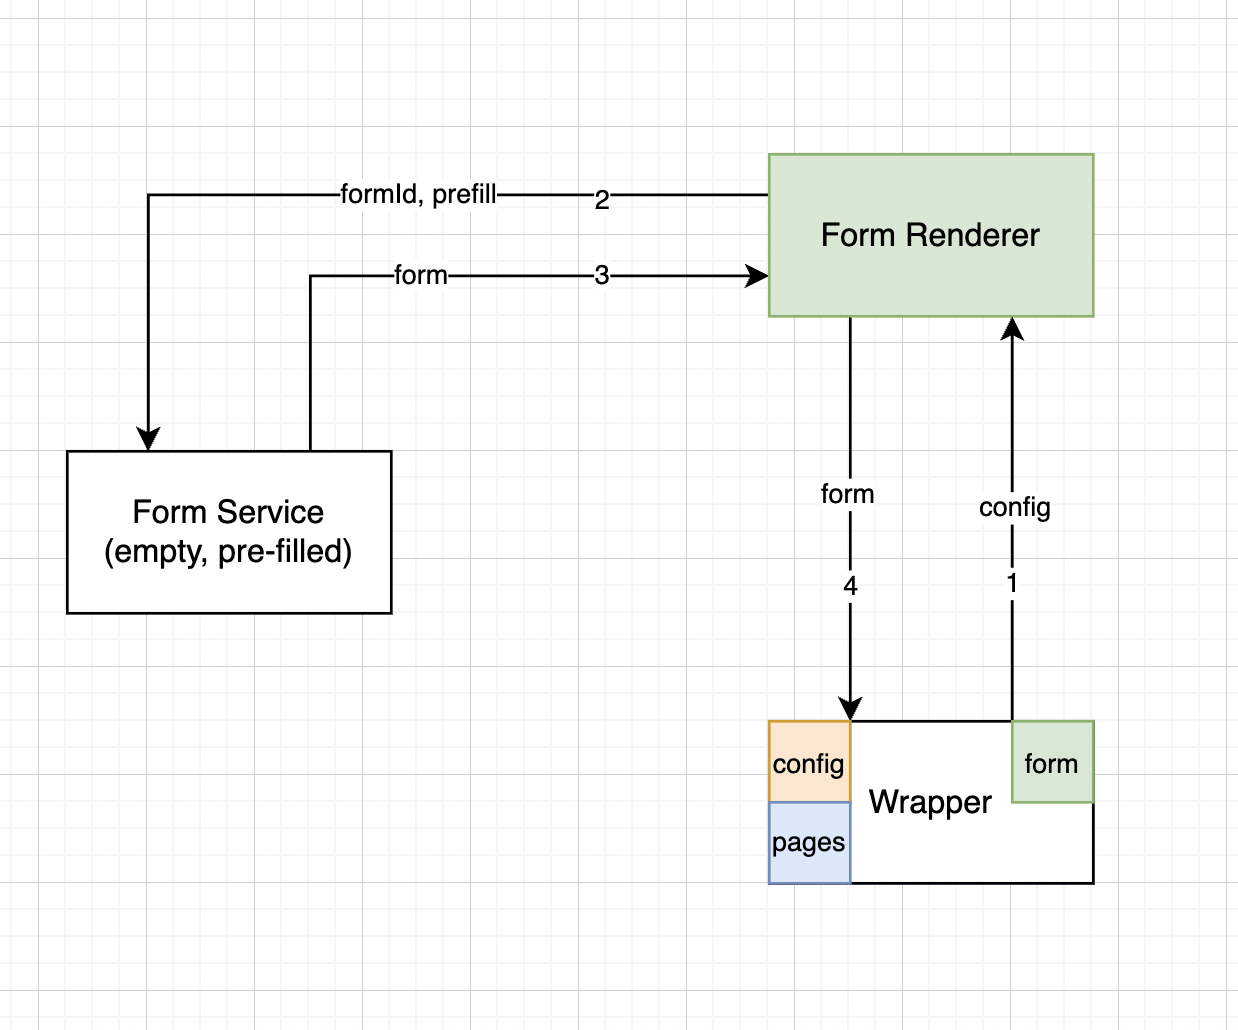 formId, prefill
2
Form Renderer
form
3
form
config
4
1
Form Service
(empty, pre-filled)
config
form
Wrapper
pages